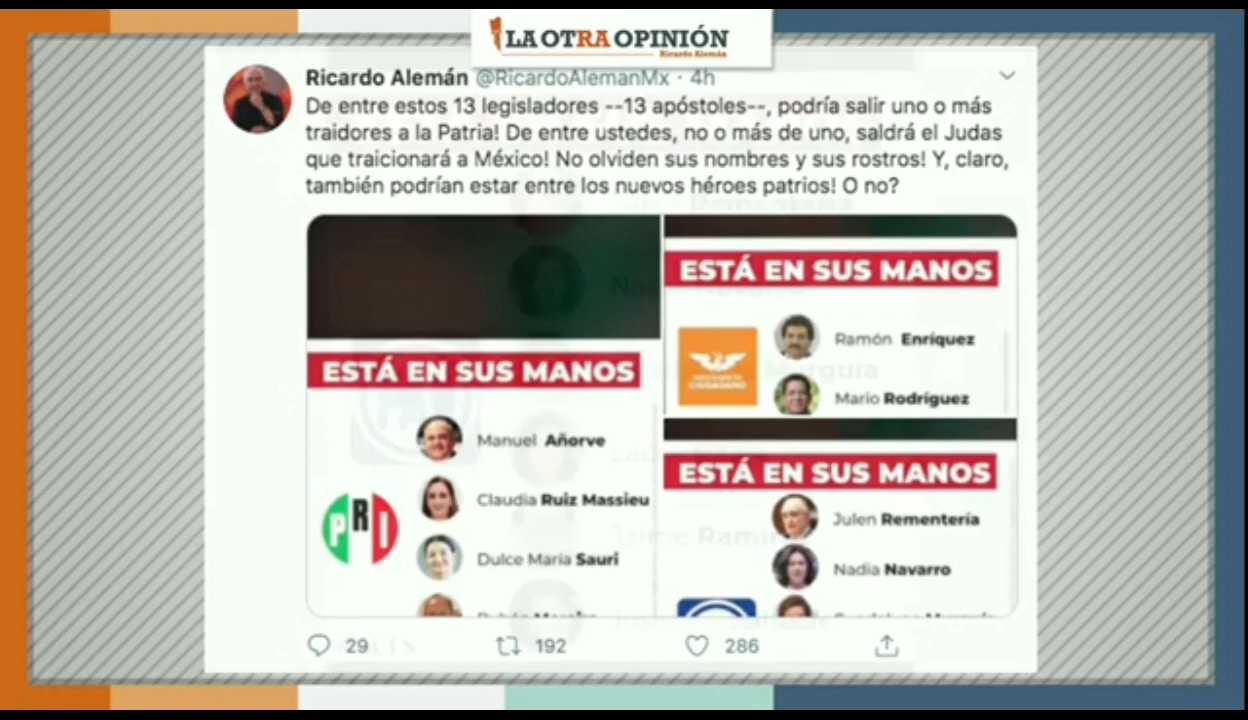 LA OTRA OPINIÓN
Ricardo Alemán
Ricardo Alemán @RicardoAlemanMx · 4h
De entre estos 13 legisladores --13 apóstoles--, podría salir uno o más
traidores a la Patria! De entre ustedes, no o más de uno, saldrá el Judas
que traicionará a México! No olviden sus nombres y sus rostros! Y, claro,
también podrían estar entre los nuevos héroes patrios! O no?
ESTÁ EN SUS MANOS
Manuel Añorve
Claudia Ruiz Massieu
PRI
Dulce María Sauri
ESTÁ EN SUS MANOS
Ramón Enríquez
CIUDADANO
Mario Rodríguez
ESTÁ EN SUS MANOS
Julen Rementería
Nadia Navarro
29
192
286